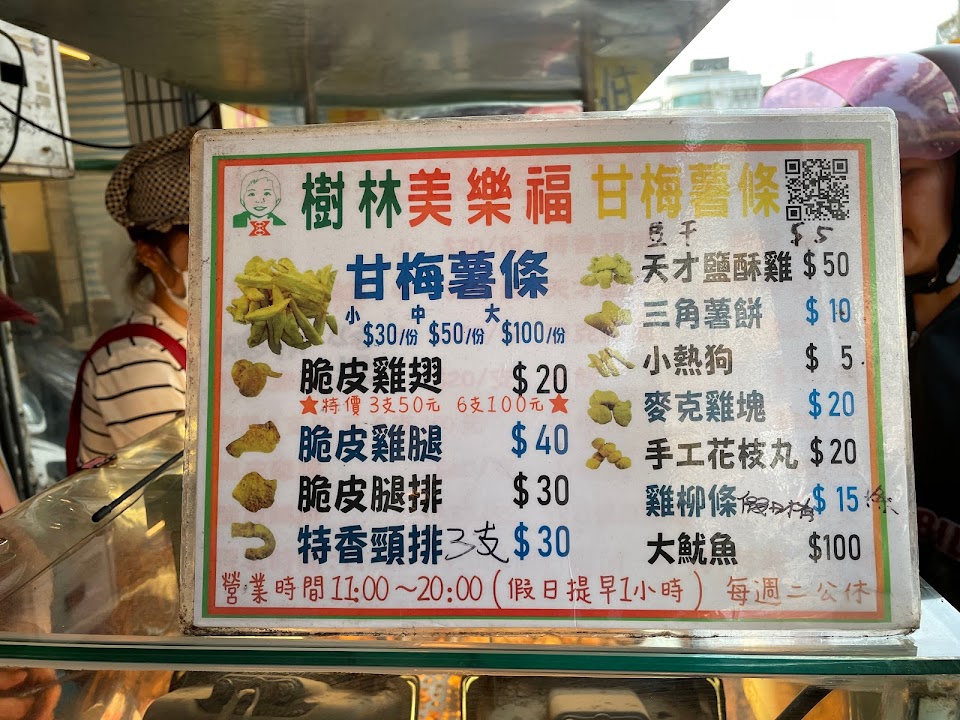 樹林美樂福 甘梅薯條
甘梅薯條
小 中 大
$30/份 $50/份 $100/份
脆皮雞翅 $20
★特價 3支50元 6支100元★
脆皮雞腿 $40
脆皮腿排 $30
特香頸排 3支 $30
豆干 $5
天才鹽酥雞 $50
三角薯餅 $10
小熱狗 $5
麥克雞塊 $20
手工花枝丸 $20
雞柳條 假日精 $15
大魷魚 $100
營業時間 11:00～20:00 (假日提早1小時) 每週二公休